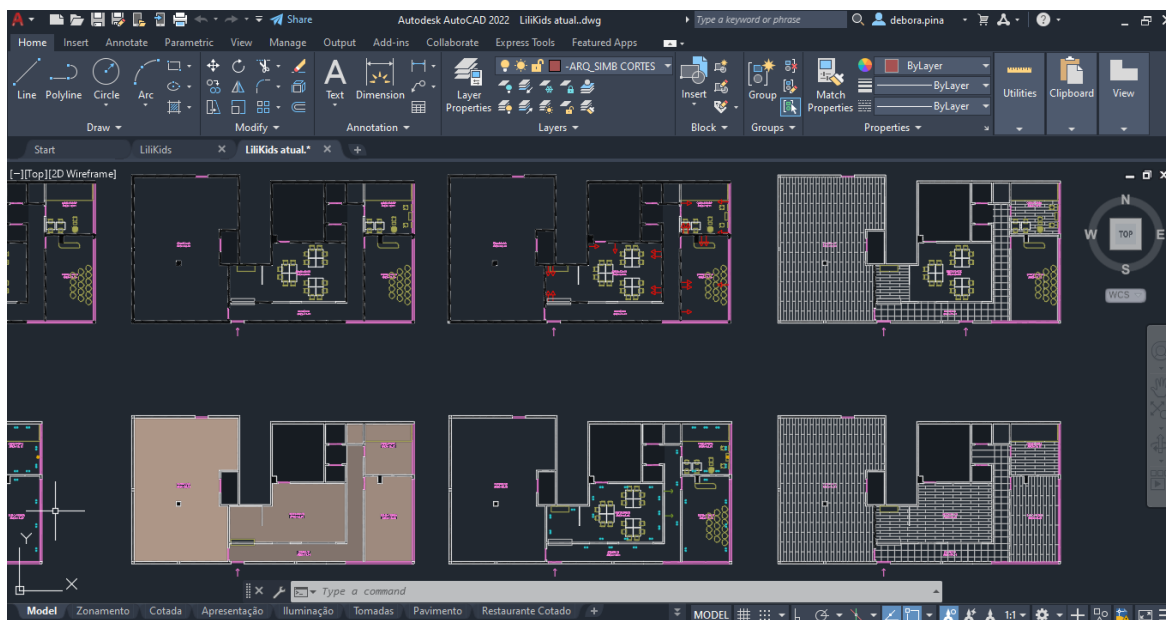 A Share Autodesk AutoCAD 2022 LiliKids atual..dwg Type a keyword or phrase debora.pina
Home Insert Annotate Parametric View Manage Output Add-ins Collaborate Express Tools Featured Apps
-ARQ_SIMB CORTES ByLayer
Line Polyline Circle Arc Text Dimension Layer Properties Insert Group Match Properties ByLayer ByLayer Utilities Clipboard View
Draw Modify Annotation Layers Block Groups Properties
Start LiliKids LiliKids atual.*
[−][Top][2D Wireframe]
N
W TOP E
S
WCS
Y
X
Type a command
Model Zonamento Cotada Apresentação Iluminação Tomadas Pavimento Restaurante Cotado MODEL 1:1